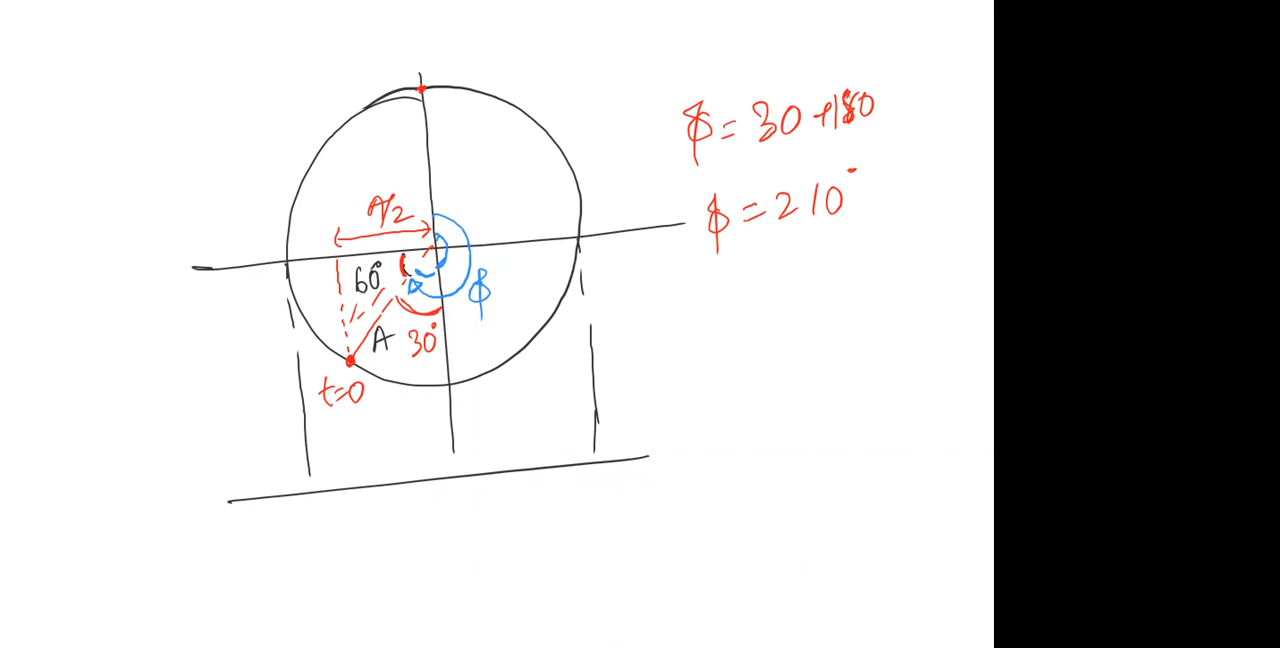 ϕ = 30 + 180
ϕ = 210°
A/2
60°
ϕ
A
30°
t=0